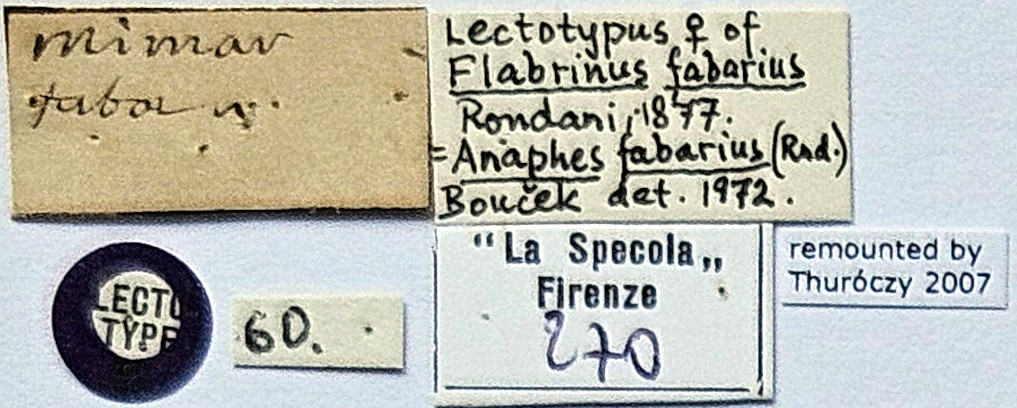 mimar
Lectotypus ♀ of
Flabrinus fabarius
Rondani, 1877.
= Anaphes fabarius (Rnd.)
Bouček det. 1972.
LECTO
TYPE
60.
“La Specola„
Firenze
270
remounted by
Thuróczy 2007